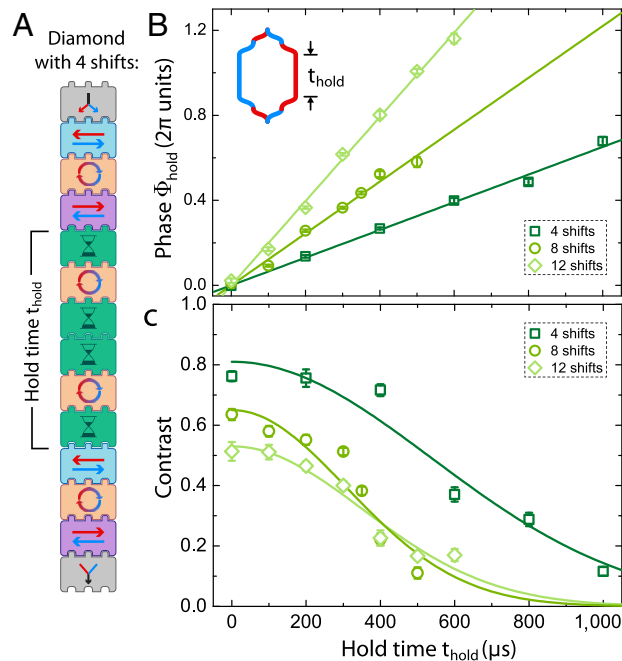 A
Diamond
with 4 shifts:
Hold time t_hold
B
Phase Φ_hold (2π units)
1.2
0.8
0.4
0.0
t_hold
4 shifts
8 shifts
12 shifts
C
Contrast
1.0
0.8
0.6
0.4
0.2
0.0
4 shifts
8 shifts
12 shifts
0 200 400 600 800 1,000
Hold time t_hold (μs)